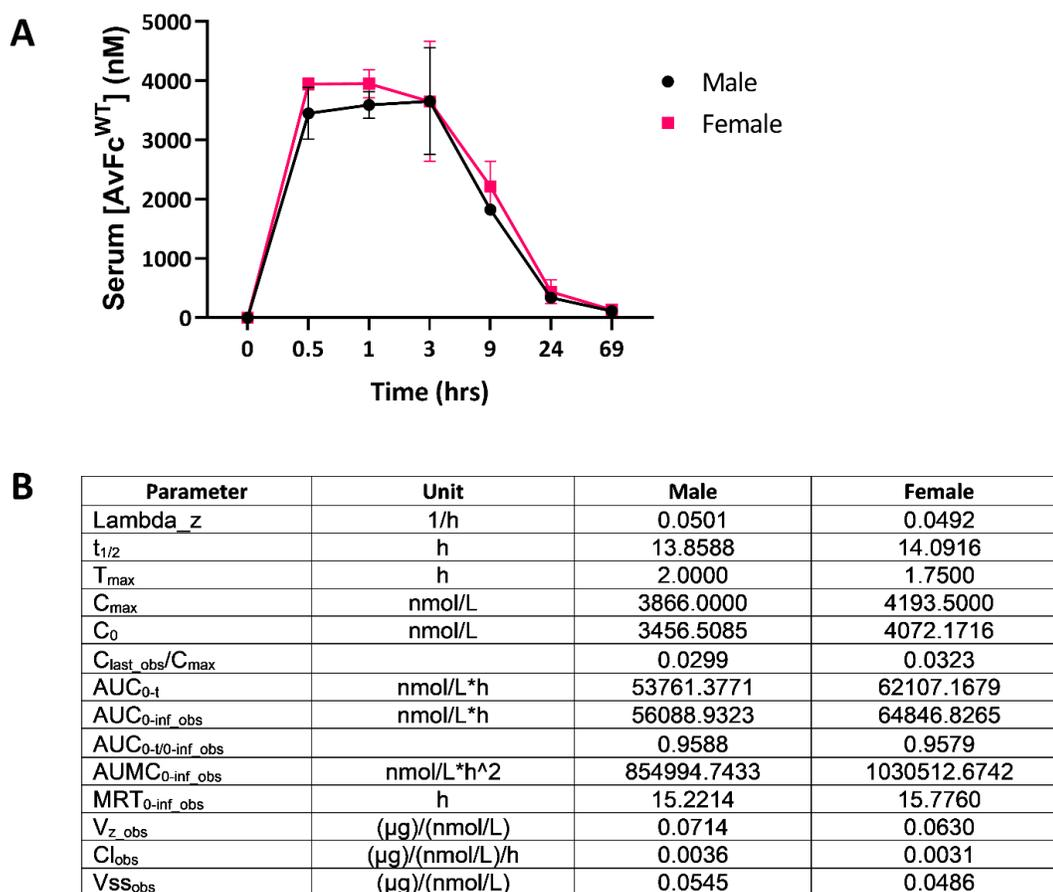 A
Serum [AvFcWT] (nM)
5000
4000
3000
2000
1000
0
0 0.5 1 3 9 24 69
Time (hrs)
Male
Female
B
Parameter Unit Male Female
Lambda_z 1/h 0.0501 0.0492
t1/2 h 13.8588 14.0916
Tmax h 2.0000 1.7500
Cmax nmol/L 3866.0000 4193.5000
C0 nmol/L 3456.5085 4072.1716
Clast_obs/Cmax 0.0299 0.0323
AUC0-t nmol/L*h 53761.3771 62107.1679
AUC0-inf_obs nmol/L*h 56088.9323 64846.8265
AUC0-t/0-inf_obs 0.9588 0.9579
AUMC0-inf_obs nmol/L*h^2 854994.7433 1030512.6742
MRT0-inf_obs h 15.2214 15.7760
Vz_obs (µg)/(nmol/L) 0.0714 0.0630
Clobs (µg)/(nmol/L)/h 0.0036 0.0031
Vssobs (µg)/(nmol/L) 0.0545 0.0486